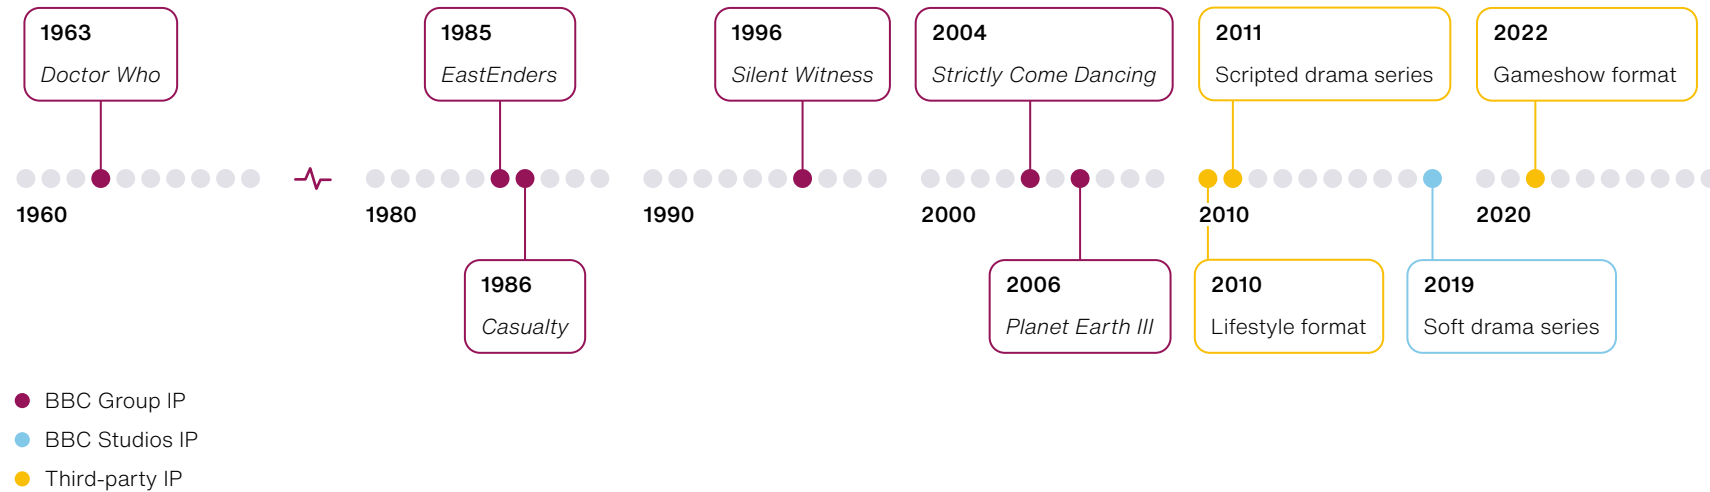 1963
Doctor Who
1985
EastEnders
1996
Silent Witness
2004
Strictly Come Dancing
2011
Scripted drama series
2022
Gameshow format
1960
1980
1990
2000
2010
2020
1986
Casualty
2006
Planet Earth III
2010
Lifestyle format
2019
Soft drama series
BBC Group IP
BBC Studios IP
Third-party IP